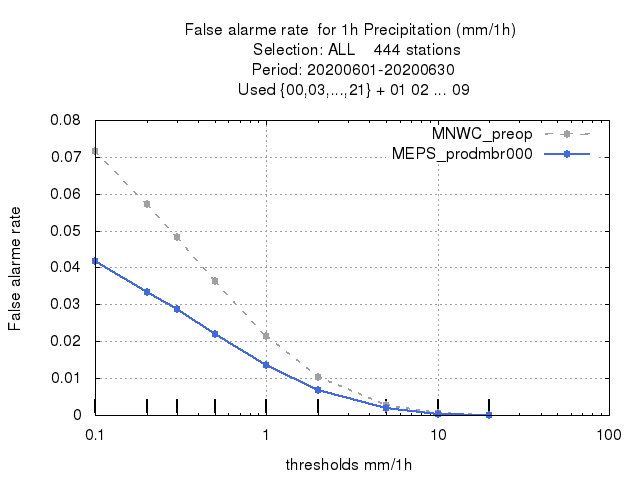 False alarme rate  for 1h Precipitation (mm/1h)
Selection: ALL    444 stations
Period: 20200601-20200630
Used {00,03,...,21} + 01 02 ... 09
MNWC_preop
MEPS_prodmbr000
False alarme rate
0.08
0.07
0.06
0.05
0.04
0.03
0.02
0.01
0
0.1
1
10
100
thresholds mm/1h